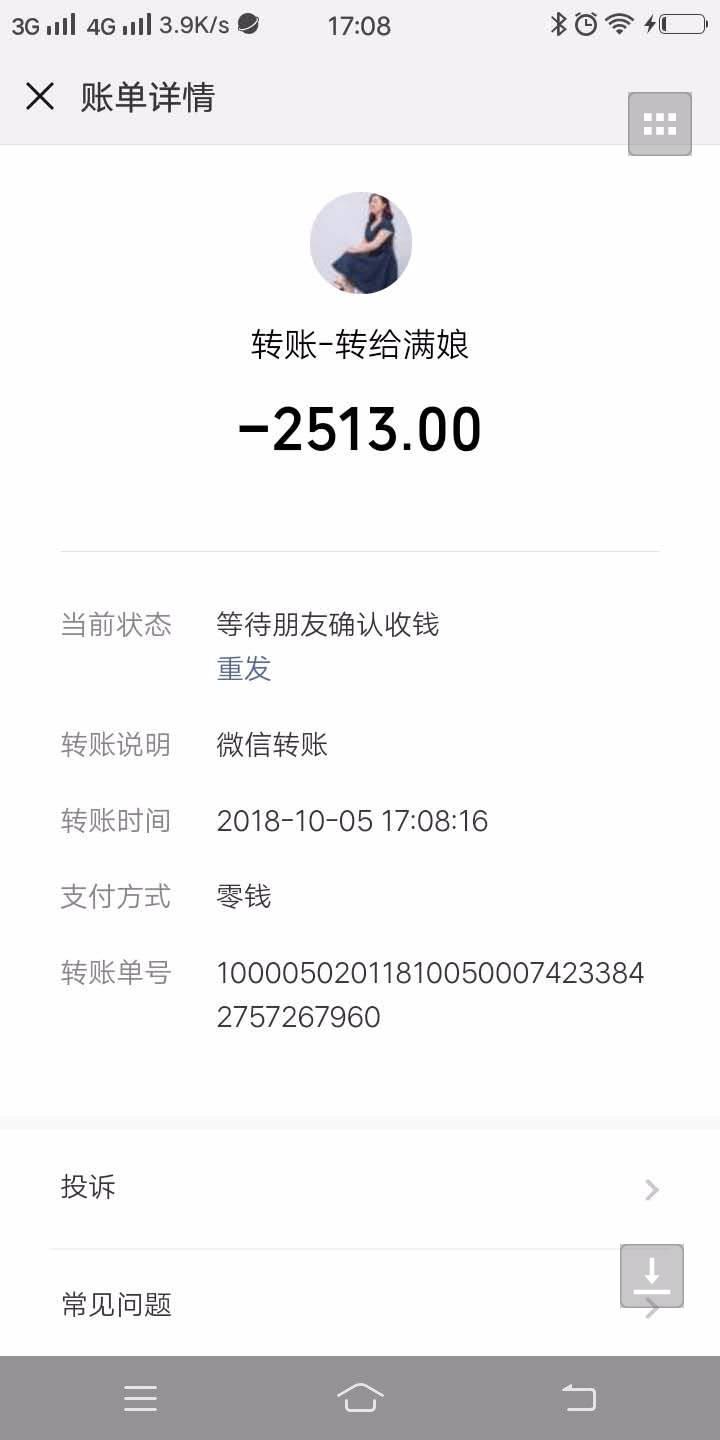 3G 4G 3.9K/s 17:08
账单详情
转账-转给满娘
-2513.00
当前状态 等待朋友确认收钱
重发
转账说明 微信转账
转账时间 2018-10-05 17:08:16
支付方式 零钱
转账单号 1000050201181005000742338​4
2757267960
投诉
常见问题